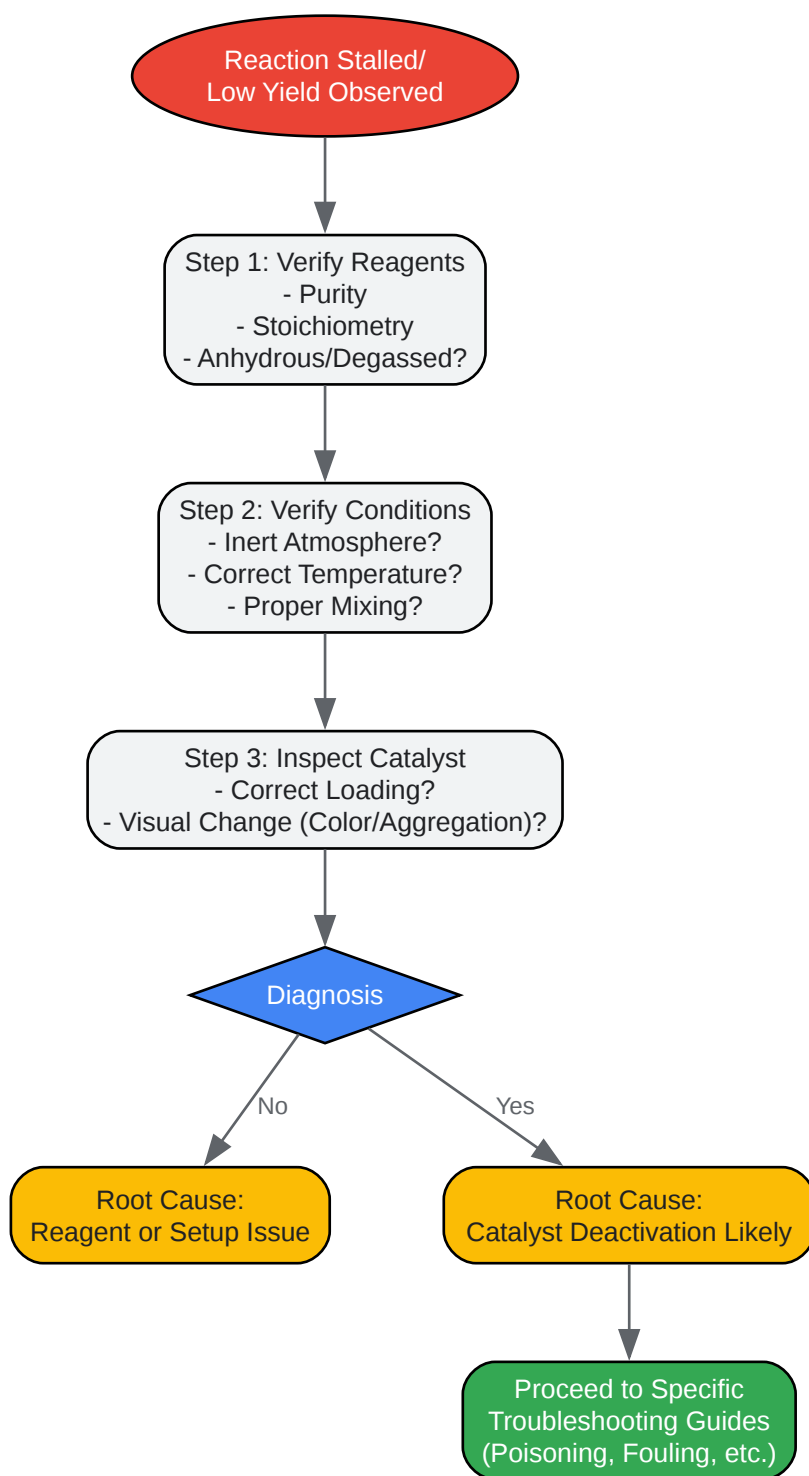 Reaction Stalled/
Low Yield Observed
Step 1: Verify Reagents
- Purity
- Stoichiometry
- Anhydrous/Degassed?
Step 2: Verify Conditions
- Inert Atmosphere?
- Correct Temperature?
- Proper Mixing?
Step 3: Inspect Catalyst
- Correct Loading?
- Visual Change (Color/Aggregation)?
Diagnosis
No
Yes
Root Cause:
Reagent or Setup Issue
Root Cause:
Catalyst Deactivation Likely
Proceed to Specific
Troubleshooting Guides
(Poisoning, Fouling, etc.)